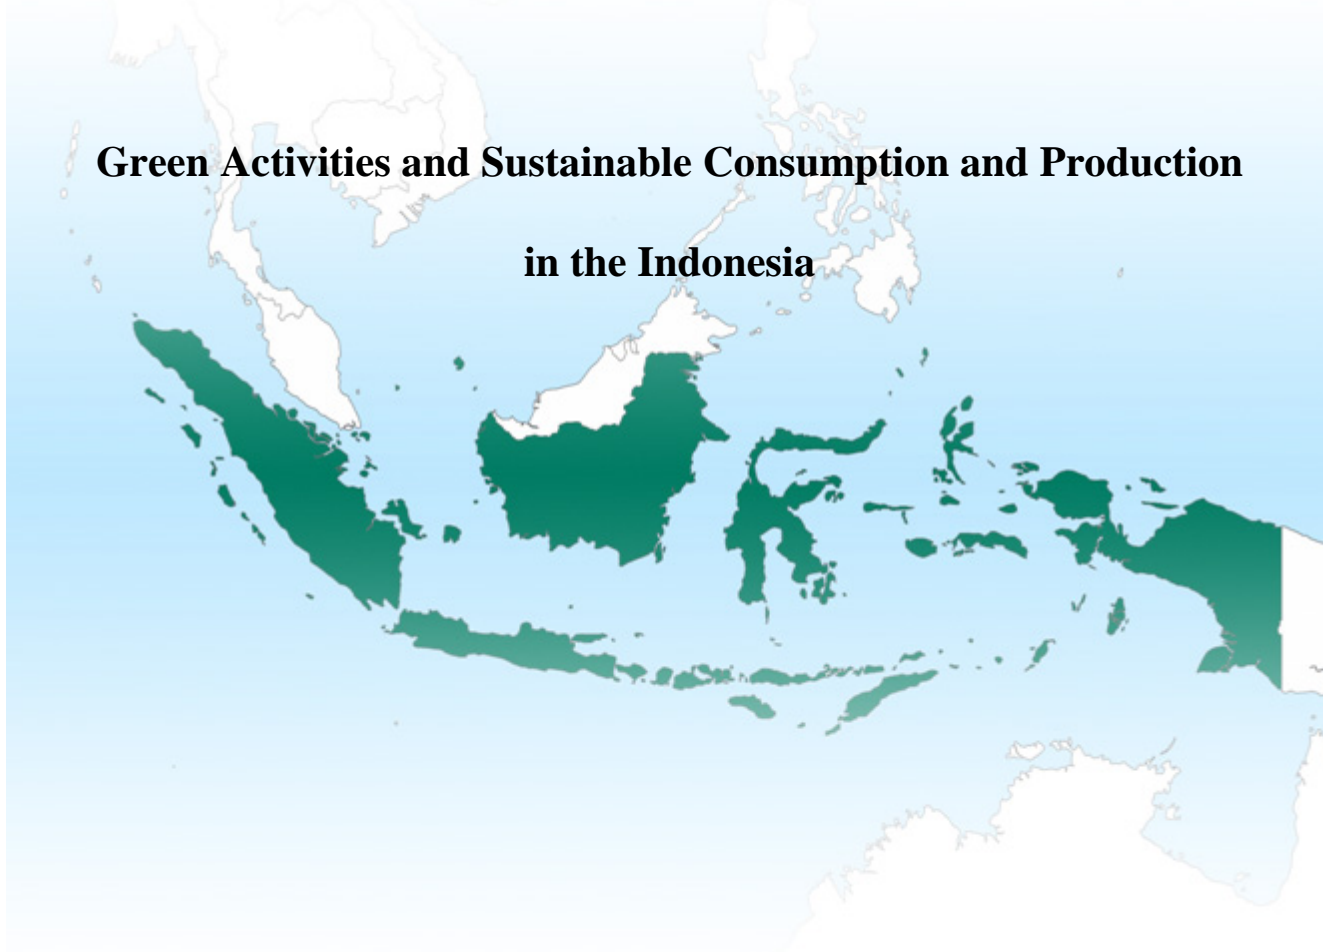 Green Activities and Sustainable Consumption and Production
in the Indonesia